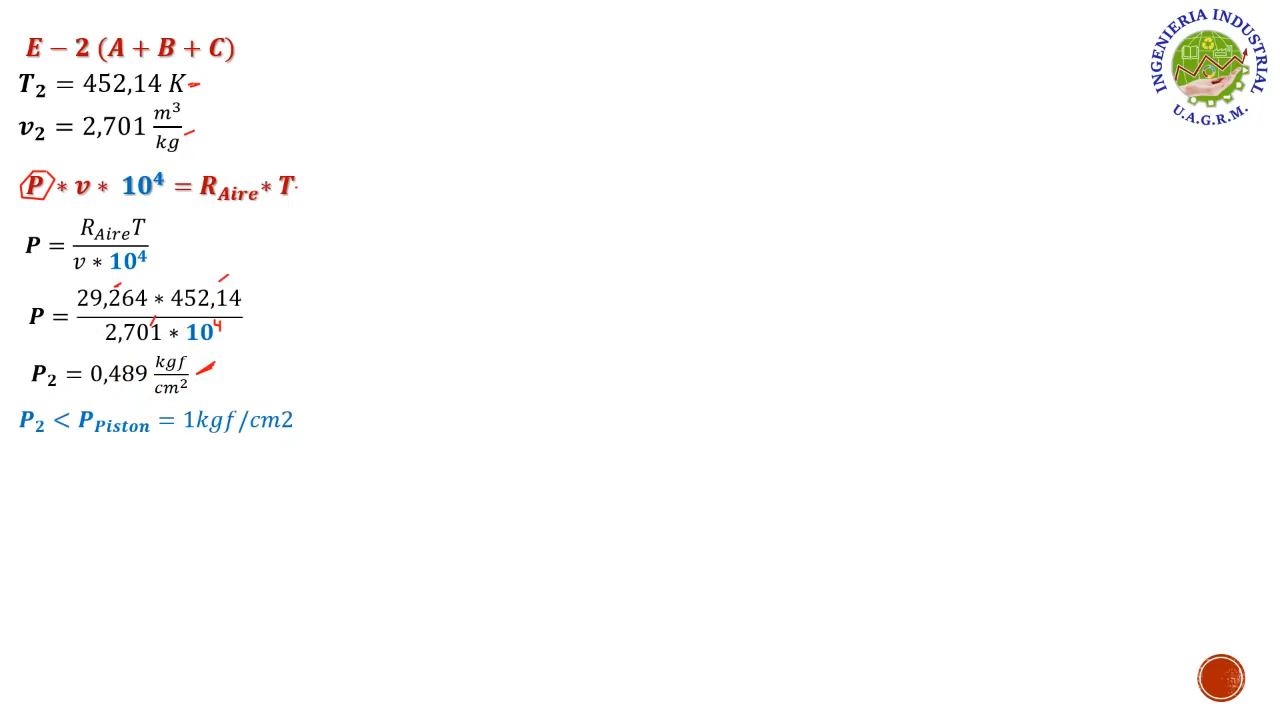 E − 2 (A + B + C)
T₂ = 452,14 K
v₂ = 2,701 m³/kg
P ∗ v ∗ 10⁴ = R_Aire ∗ T
P = R_Aire T / v ∗ 10⁴
P = 29,264 ∗ 452,14 / 2,701 ∗ 10⁴
P₂ = 0,489 kgf/cm²
P₂ < P_Piston = 1kgf/cm2
INGENIERIA INDUSTRIAL
U.A.G.R.M.